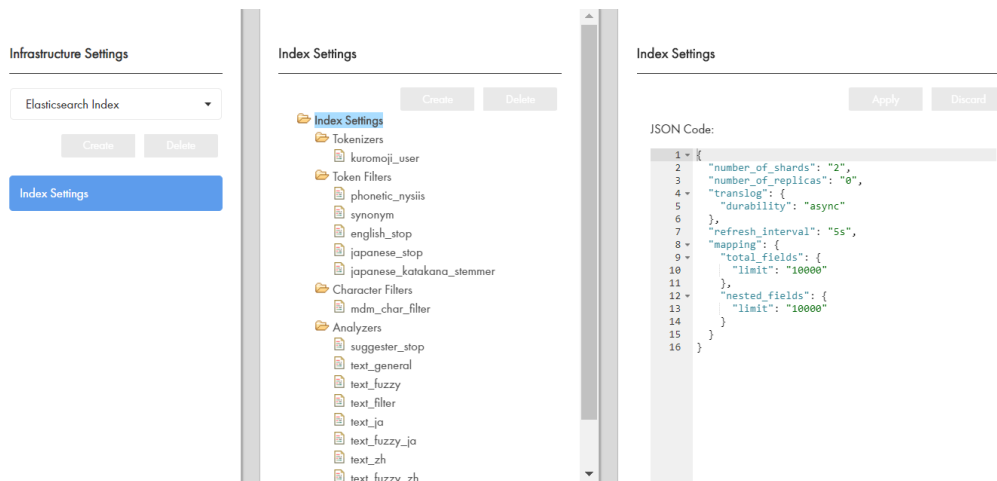 Infrastructure Settings
Elasticsearch Index
Create Delete
Index Settings
Index Settings
Create Delete
Index Settings
Tokenizers
kuromoji_user
Token Filters
phonetic_nysiis
synonym
english_stop
japanese_stop
japanese_katakana_stemmer
Character Filters
mdm_char_filter
Analyzers
suggester_stop
text_general
text_fuzzy
text_filter
text_ja
text_fuzzy_ja
text_zh
text_fuzzy_zh
Index Settings
Apply Discard
JSON Code:
1 {
2 "number_of_shards": "2",
3 "number_of_replicas": "0",
4 "translog": {
5 "durability": "async"
6 },
7 "refresh_interval": "5s",
8 "mapping": {
9 "total_fields": {
10 "limit": "10000"
11 },
12 "nested_fields": {
13 "limit": "10000"
14 }
15 }
16 }